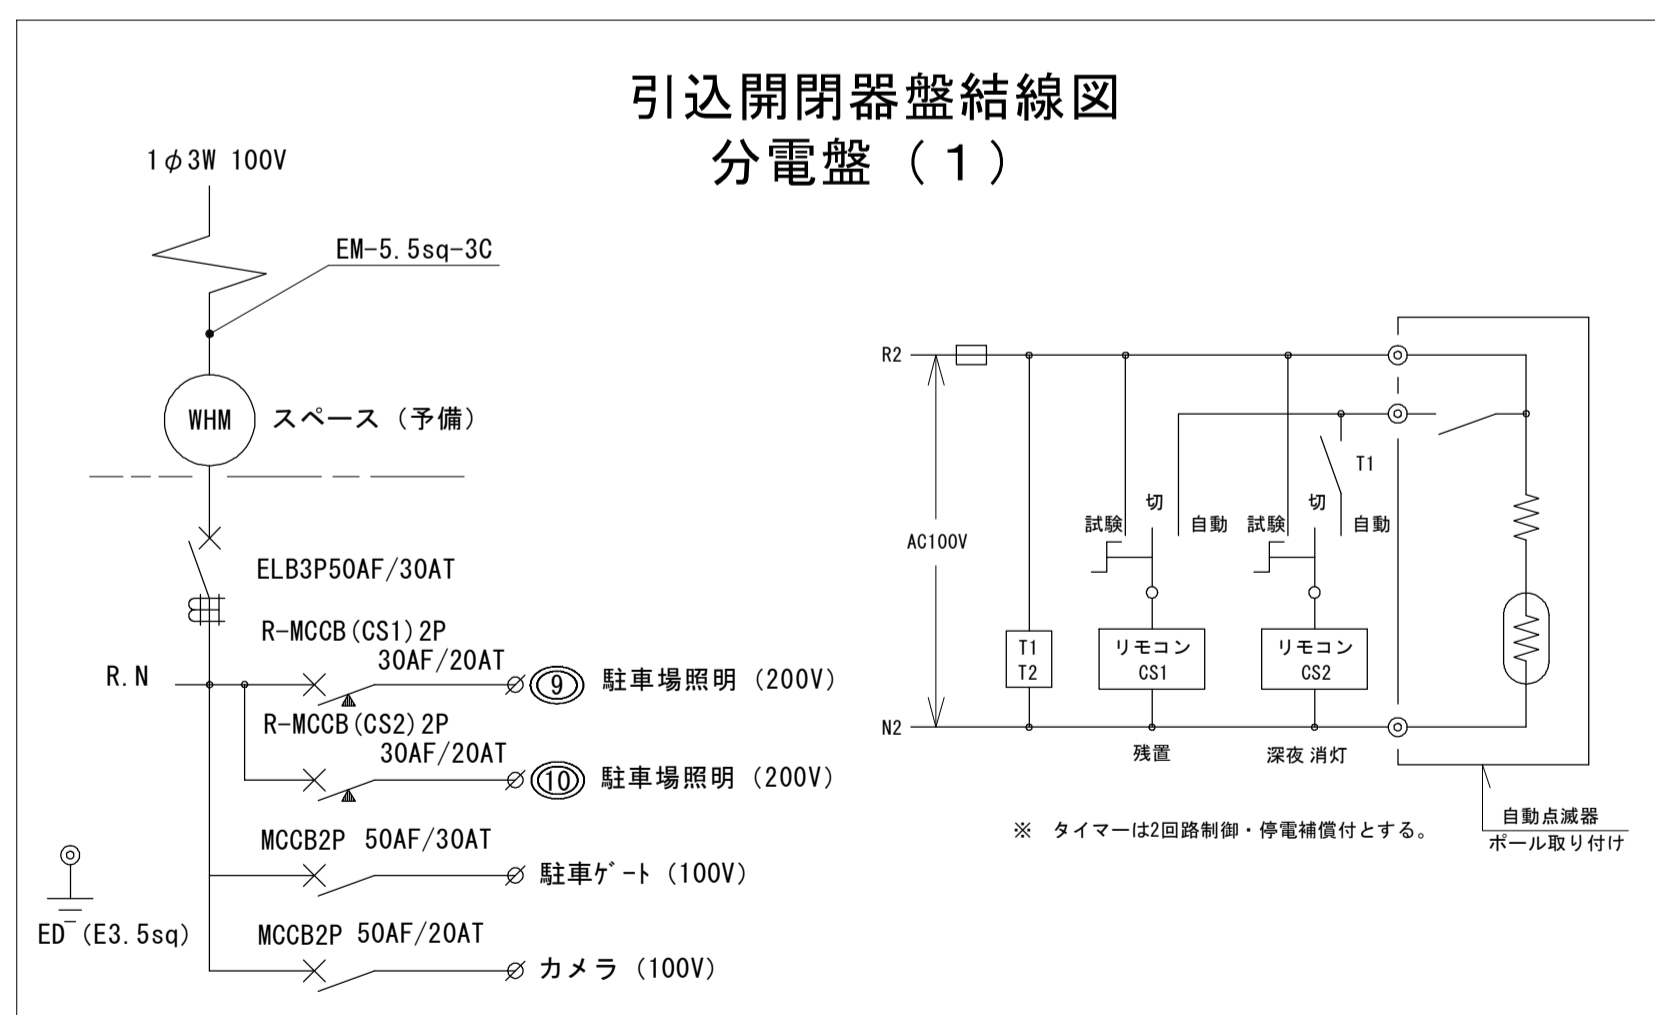 引込開閉器盤結線図
分電盤（1）
1φ3W 100V
EM-5.5sq-3C
WHM
スペース（予備）
ELB3P50AF/30AT
R-MCCB(CS1)2P
30AF/20AT
R.N
⑨ 駐車場照明（200V）
R-MCCB(CS2)2P
30AF/20AT
⑩ 駐車場照明（200V）
MCCB2P 50AF/30AT
駐車ｹﾞｰﾄ（100V）
ED（E3.5sq）
MCCB2P 50AF/20AT
カメラ（100V）
R2
T1
切
切
試験
自動
試験
自動
AC100V
T1
T2
リモコン
CS1
リモコン
CS2
N2
残置
深夜 消灯
自動点滅器
ポール取り付け
※　タイマーは2回路制御・停電補償付とする。